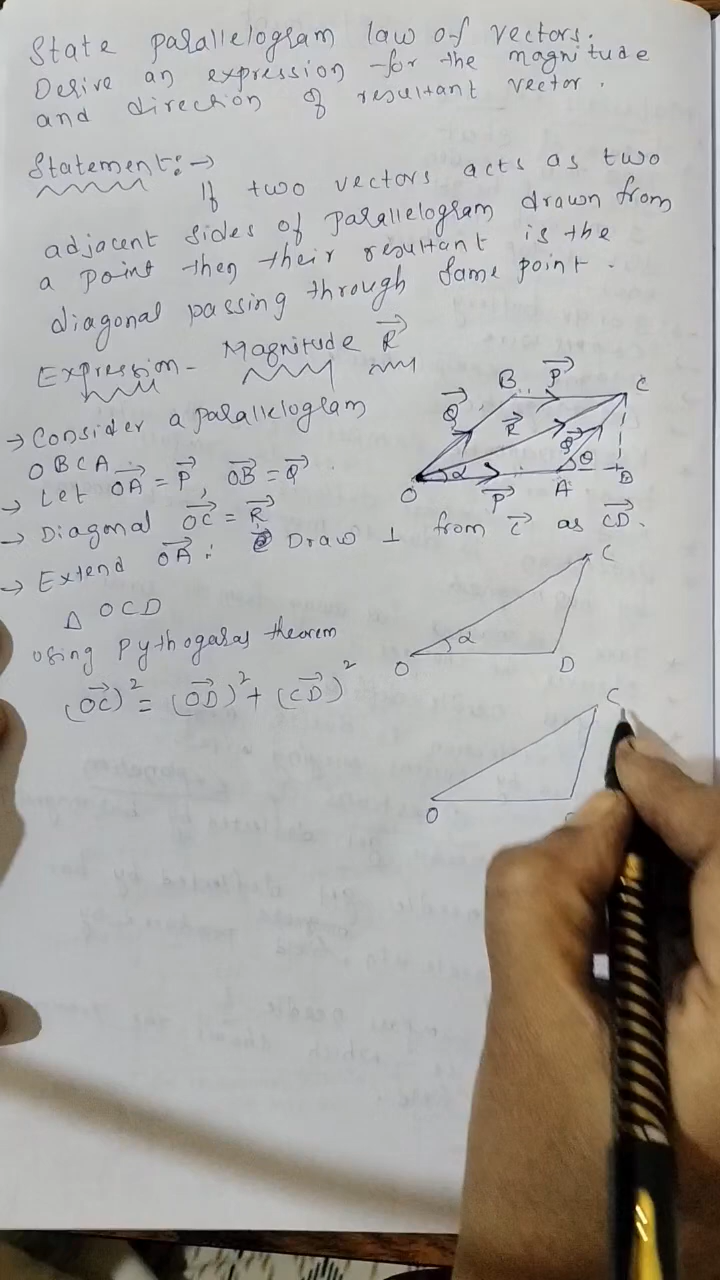 State parallelogram law of vectors.
Derive an expression for the magnitude
and direction of resultant vector.
Statement:→
If two vectors acts as two
adjacent sides of parallelogram drawn from
a point then their resultant is the
diagonal passing through same point.
Expression- Magnitude R⃗
→ Consider a parallelogram
OBCA.
→ Let OA⃗ = P⃗, OB⃗ = Q⃗.
→ Diagonal OC⃗ = R⃗
→ Extend OA⃗. Draw ⊥ from C⃗ as CD⃗.
B P⃗ C
Q⃗ R⃗ Q⃗
O α P⃗ A θ D
Δ OCD
Using Pythogaras theorem
(OC⃗)² = (OD⃗)² + (CD⃗)²
C
α
O D
C
O